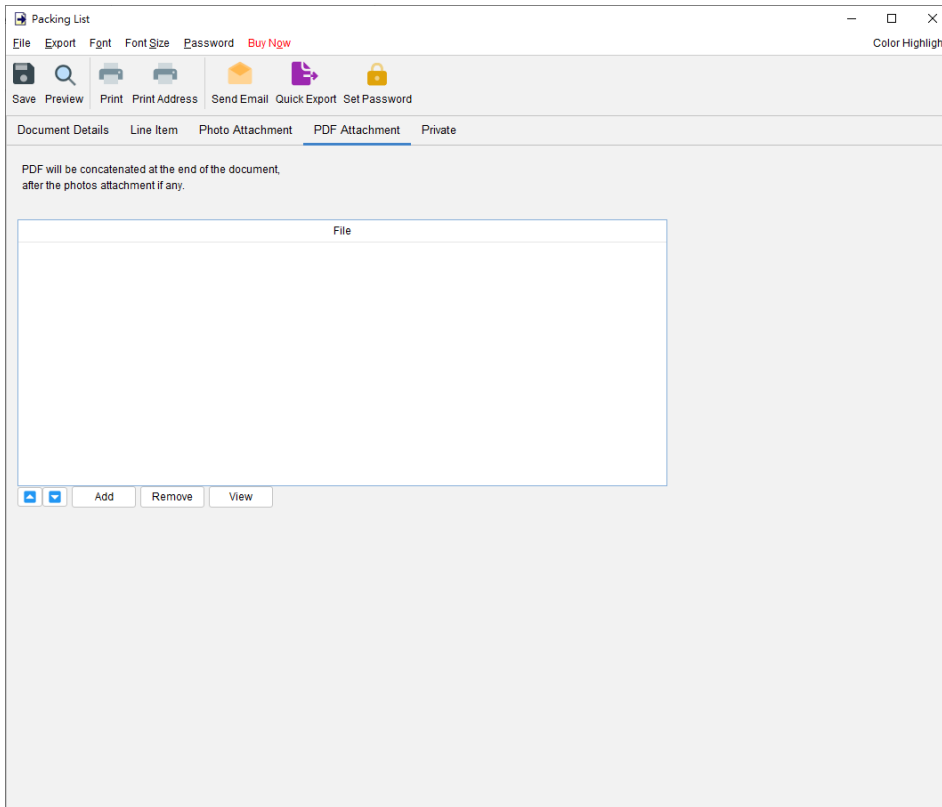 Packing List
File Export Font Font Size Password Buy Now Color Highligh
Save Preview Print Print Address Send Email Quick Export Set Password
Document Details Line Item Photo Attachment PDF Attachment Private
PDF will be concatenated at the end of the document,
after the photos attachment if any.
File
Add Remove View